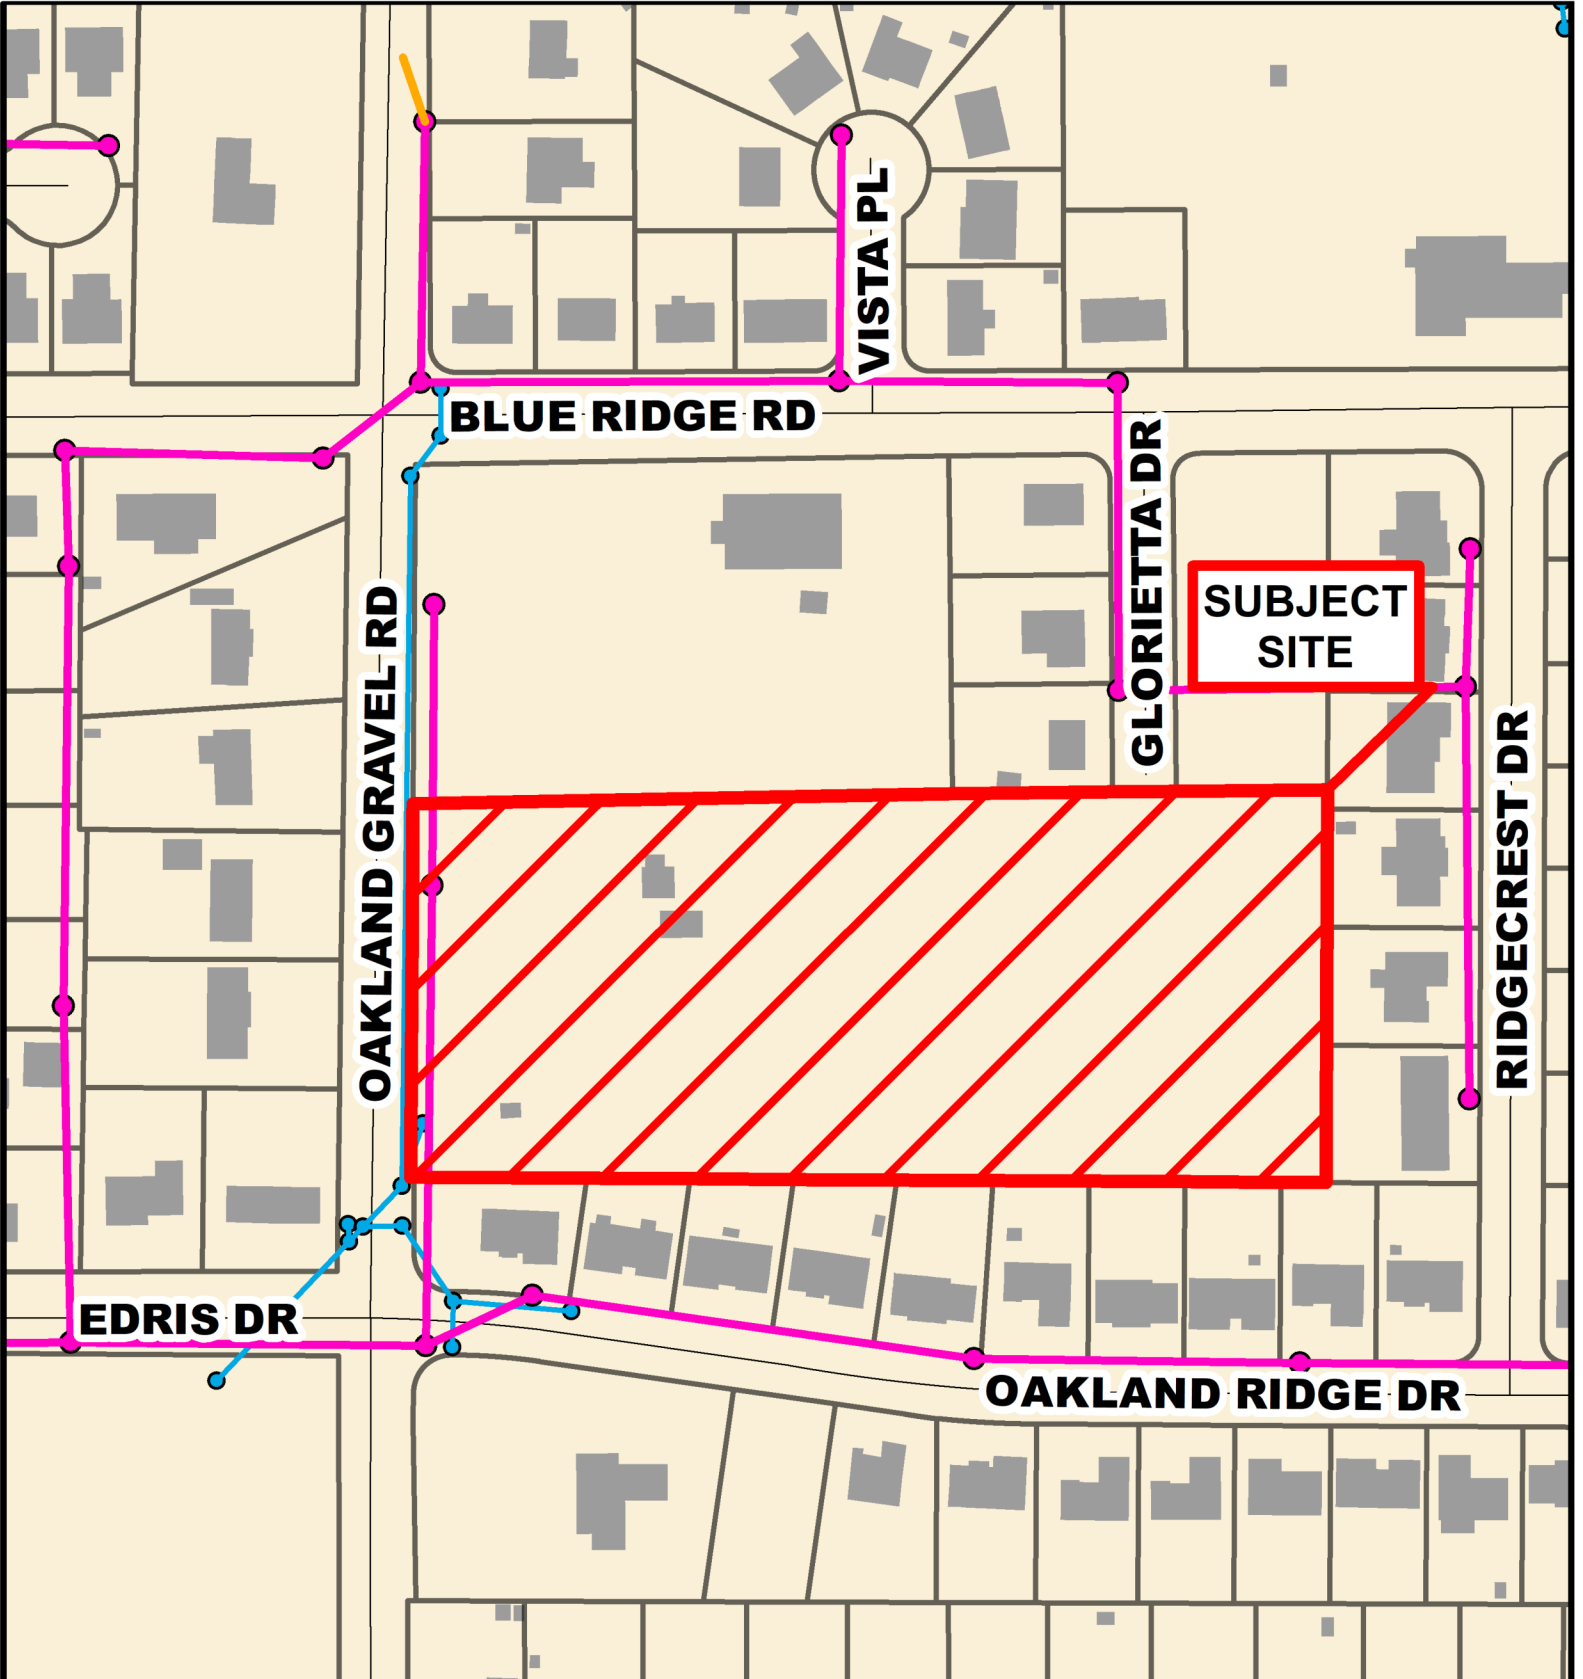 VISTA PL
BLUE RIDGE RD
GLORIETTA DR
SUBJECT
SITE
OAKLAND GRAVEL RD
RIDGECREST DR
EDRIS DR
OAKLAND RIDGE DR